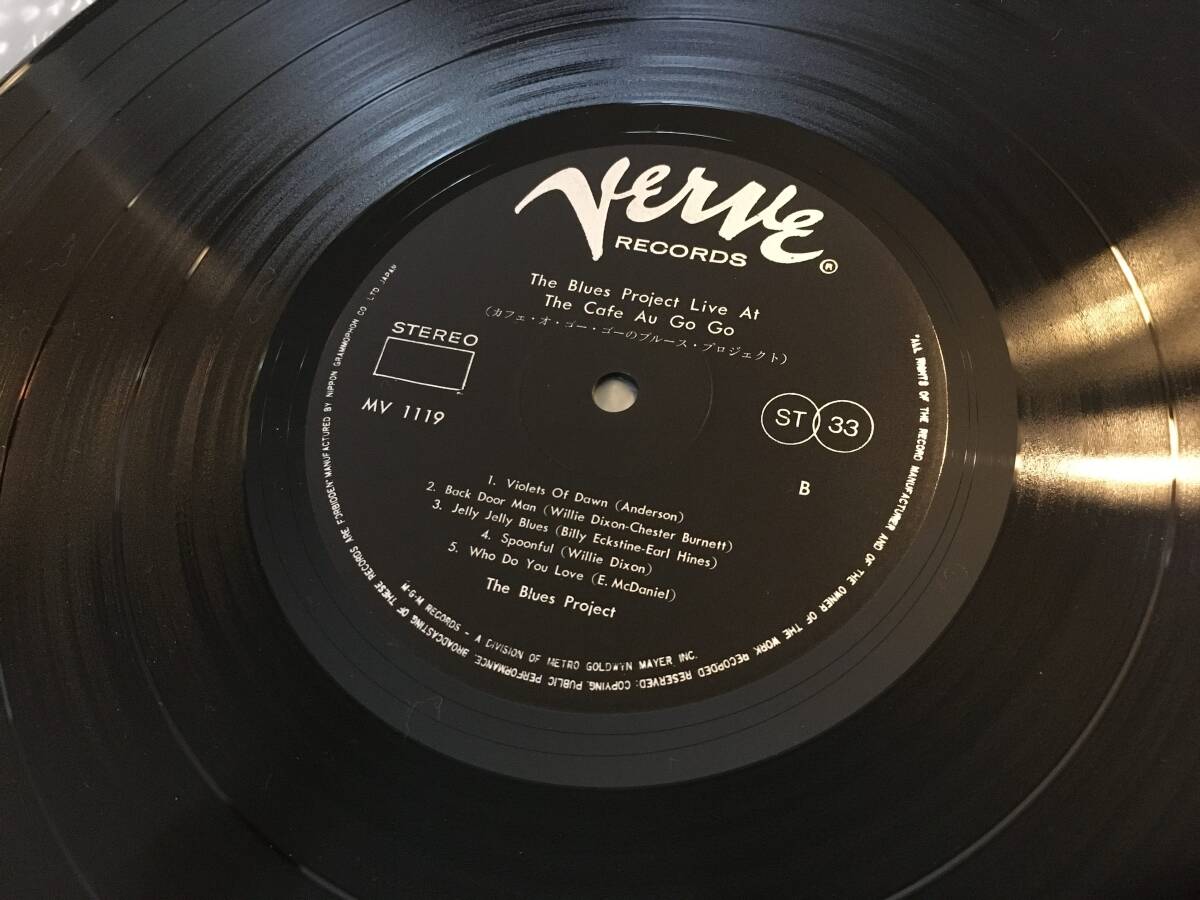 Verve
RECORDS
®
The Blues Project Live At
The Cafe Au Go Go
(カフェ・オ・ゴー・ゴーのブルース・プロジェクト)
STEREO
MV 1119
ST 33
B
1. Violets Of Dawn (Anderson)
2. Back Door Man (Willie Dixon-Chester Burnett)
3. Jelly Jelly Blues (Billy Eckstine-Earl Hines)
4. Spoonful (Willie Dixon)
5. Who Do You Love (E. McDaniel)
The Blues Project
M-G-M RECORDS - A DIVISION OF METRO GOLDWYN MAYER, INC.
"ALL RIGHTS OF THE RECORD MANUFACTURER AND OF THE OWNER OF THE WORK RECORDED RESERVED: COPYING, PUBLIC PERFORMANCE, BROADCASTING OF THESE RECORDS ARE FORBIDDEN" MANUFACTURED BY NIPPON GRAMMOPHON CO. LTD. JAPAN